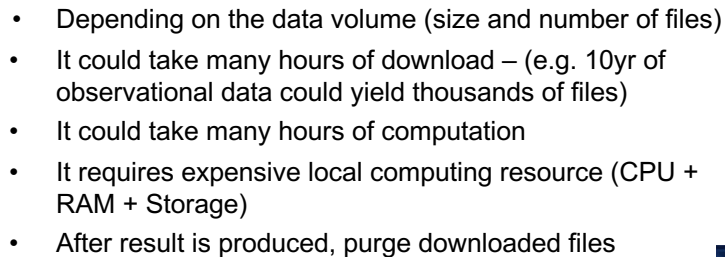 • Depending on the data volume (size and number of files)
• It could take many hours of download – (e.g. 10yr of
observational data could yield thousands of files)
• It could take many hours of computation
• It requires expensive local computing resource (CPU +
RAM + Storage)
• After result is produced, purge downloaded files